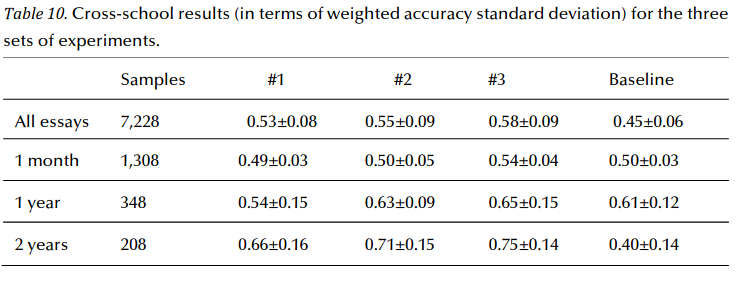 Table 10. Cross-school results (in terms of weighted accuracy standard deviation) for the three
sets of experiments.
Samples #1 #2 #3 Baseline
All essays 7,228 0.53±0.08 0.55±0.09 0.58±0.09 0.45±0.06
1 month 1,308 0.49±0.03 0.50±0.05 0.54±0.04 0.50±0.03
1 year 348 0.54±0.15 0.63±0.09 0.65±0.15 0.61±0.12
2 years 208 0.66±0.16 0.71±0.15 0.75±0.14 0.40±0.14